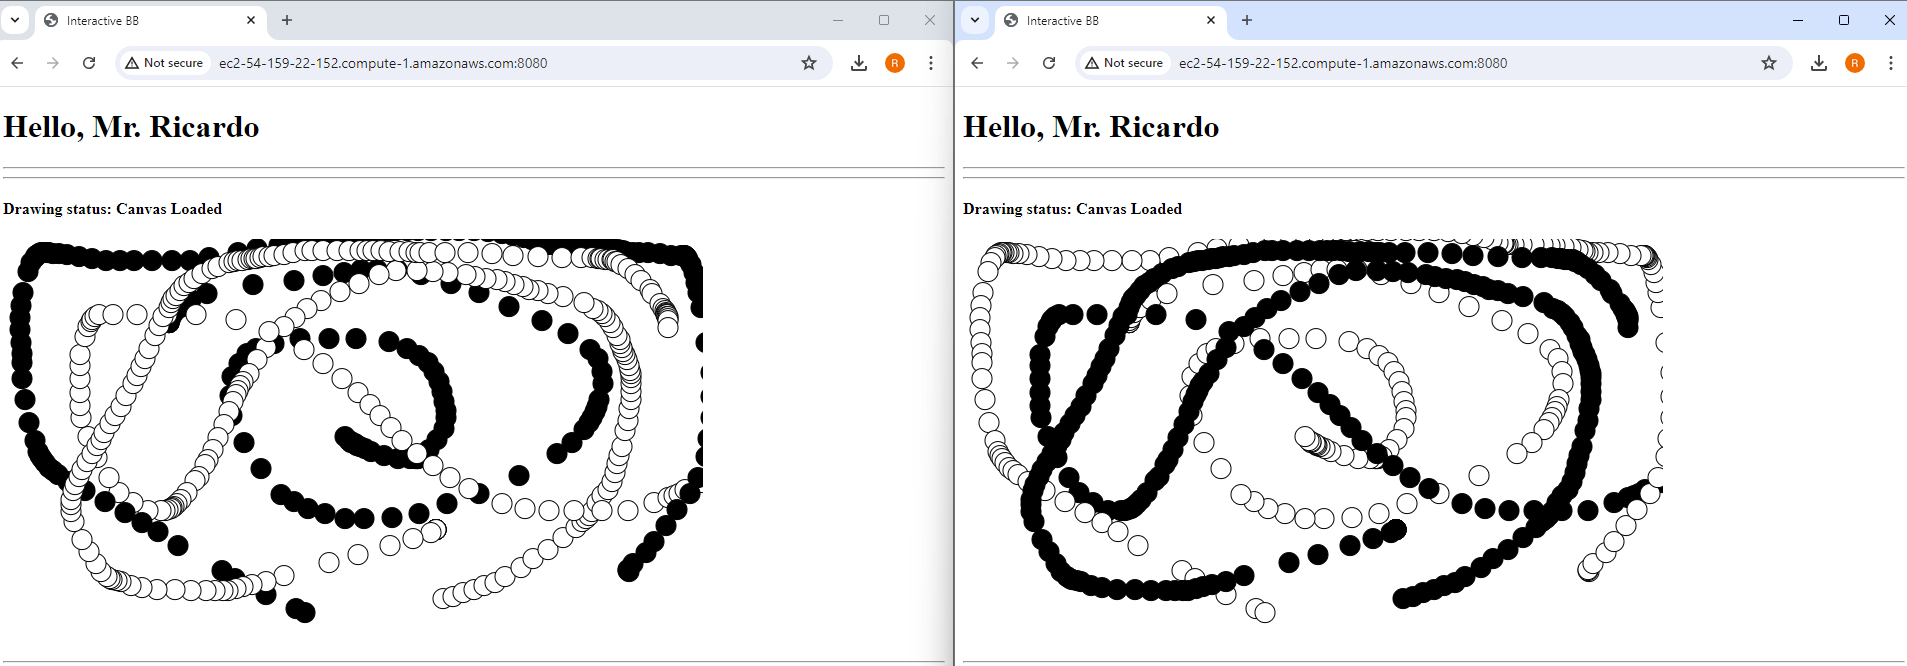 Interactive BB
Not secure ec2-54-159-22-152.compute-1.amazonaws.com:8080 R
Hello, Mr. Ricardo
Drawing status: Canvas Loaded
Interactive BB
Not secure ec2-54-159-22-152.compute-1.amazonaws.com:8080 R
Hello, Mr. Ricardo
Drawing status: Canvas Loaded